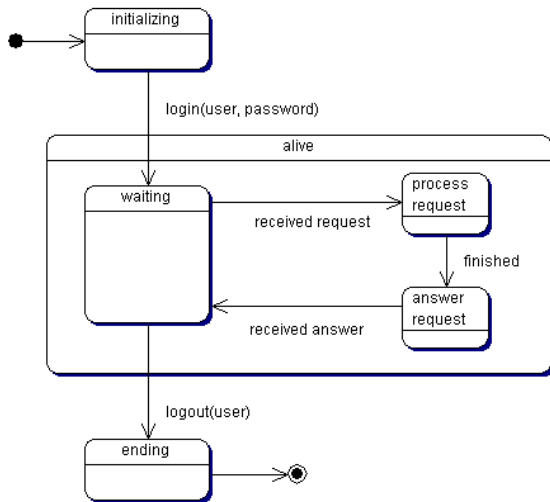 initializing
login(user, password)
alive
waiting
process
request
received request
finished
answer
request
received answer
logout(user)
ending